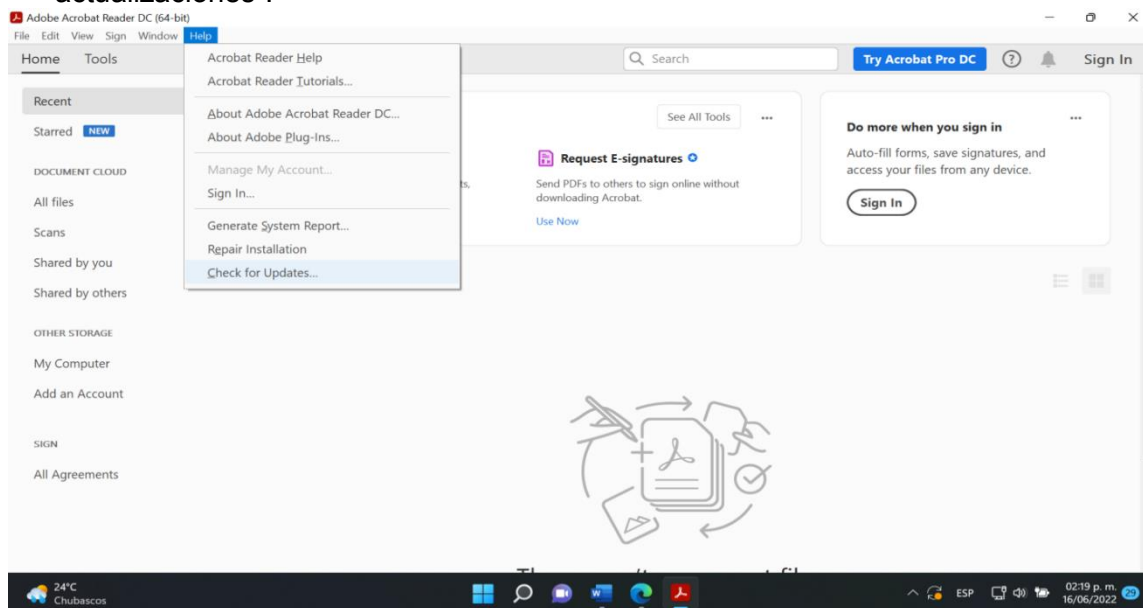 actualizaciones".
Adobe Acrobat Reader DC (64-bit)
File Edit View Sign Window Help
Home Tools
Search
Try Acrobat Pro DC
Sign In
Acrobat Reader Help
Acrobat Reader Tutorials...
About Adobe Acrobat Reader DC...
About Adobe Plug-Ins...
Manage My Account...
Sign In...
Generate System Report...
Repair Installation
Check for Updates...
Recent
Starred NEW
DOCUMENT CLOUD
All files
Scans
Shared by you
Shared by others
OTHER STORAGE
My Computer
Add an Account
SIGN
All Agreements
See All Tools
Request E-signatures
Send PDFs to others to sign online without
downloading Acrobat.
Use Now
Do more when you sign in
Auto-fill forms, save signatures, and
access your files from any device.
Sign In
24°C
Chubascos
ESP
02:19 p. m.
16/06/2022
29